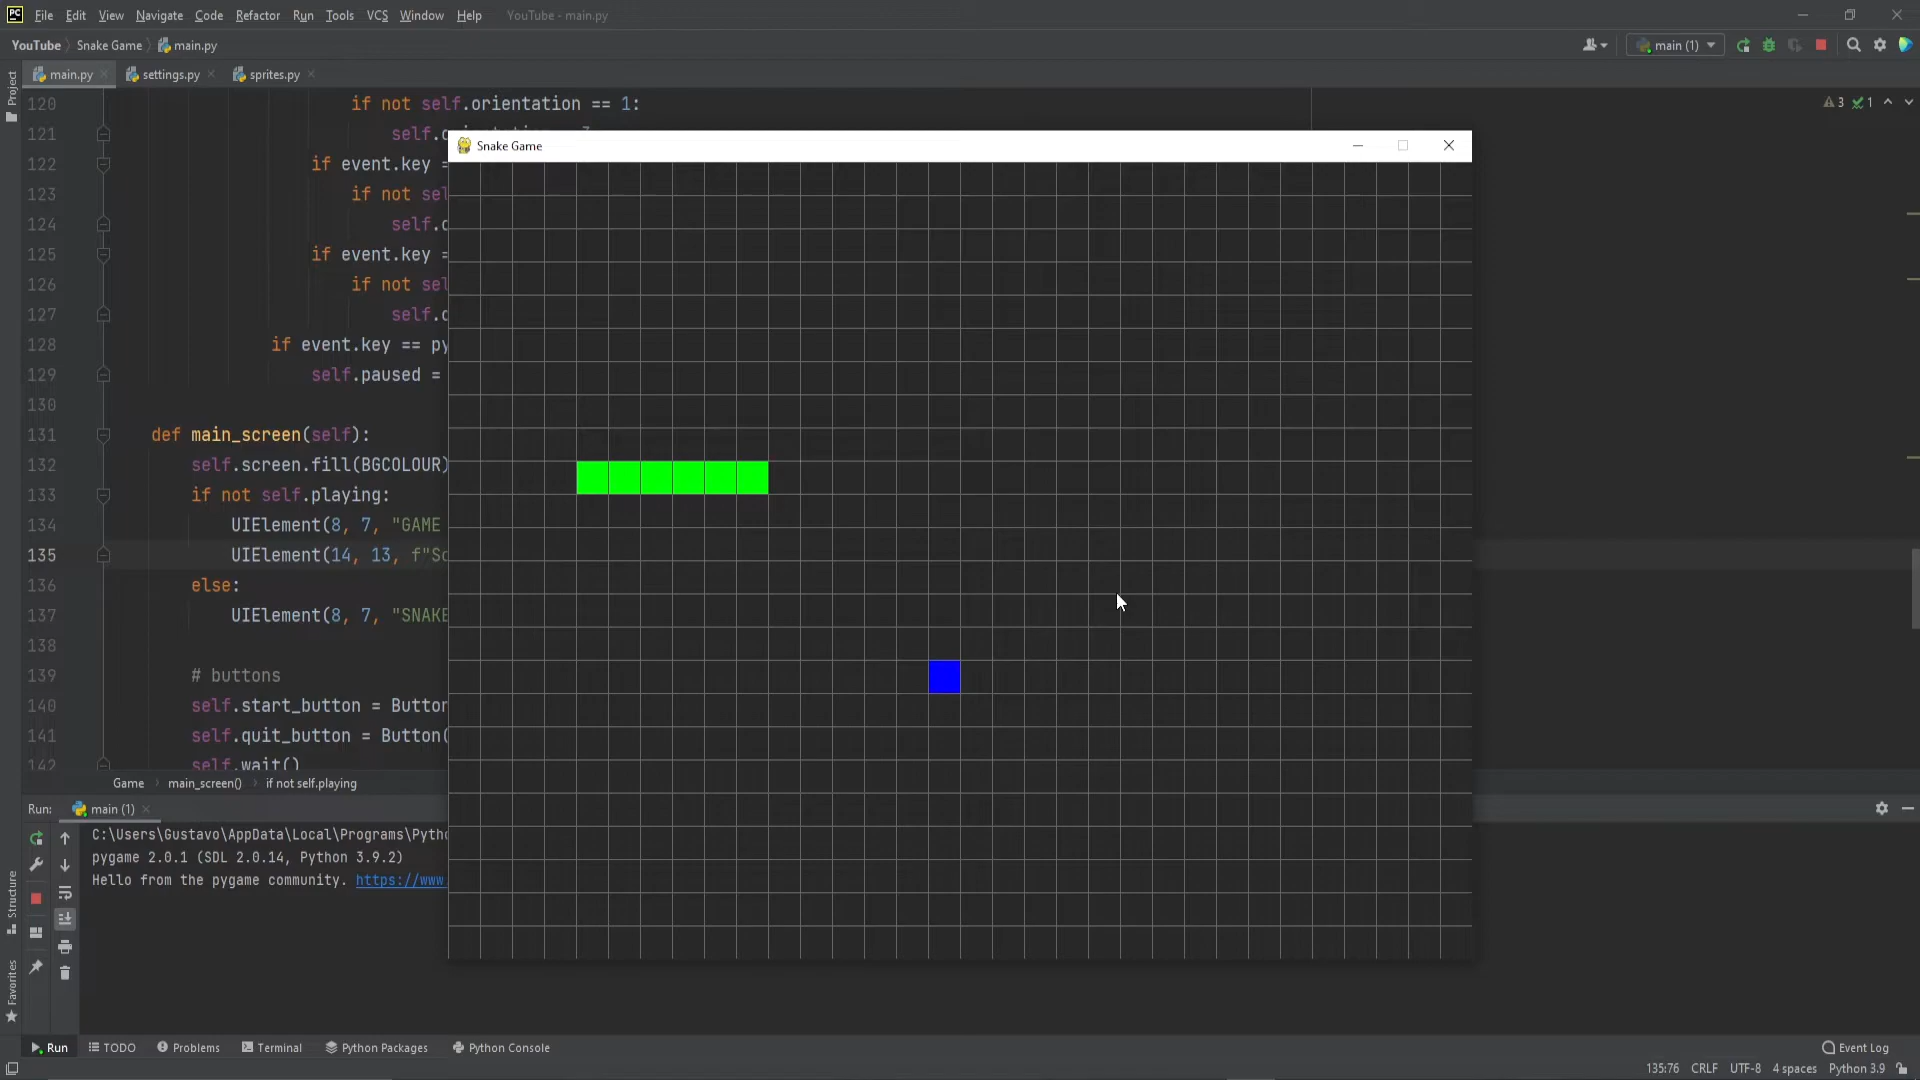 PC File Edit View Navigate Code Refactor Run Tools VCS Window Help YouTube - main.py
YouTube Snake Game main.py main (1)
main.py settings.py sprites.py
Project
120 if not self.orientation == 1:
3 1
121 self.o
Snake Game
122 if event.key =
123 if not sel
124 self.o
125 if event.key =
126 if not sel
127 self.o
128 if event.key == py
129 self.paused =
130
131 def main_screen(self):
132 self.screen.fill(BGCOLOUR)
133 if not self.playing:
134 UIElement(8, 7, "GAME
135 UIElement(14, 13, f"Sc
136 else:
137 UIElement(8, 7, "SNAKE
138
139 # buttons
140 self.start_button = Button
141 self.quit_button = Button(
142 self.wait()
Game main_screen() if not self.playing
Run: main (1)
C:\Users\Gustavo\AppData\Local\Programs\Pytho
pygame 2.0.1 (SDL 2.0.14, Python 3.9.2)
Hello from the pygame community. https://www.
Structure
Favorites
Run TODO Problems Terminal Python Packages Python Console Event Log
135:76 CRLF UTF-8 4 spaces Python 3.9